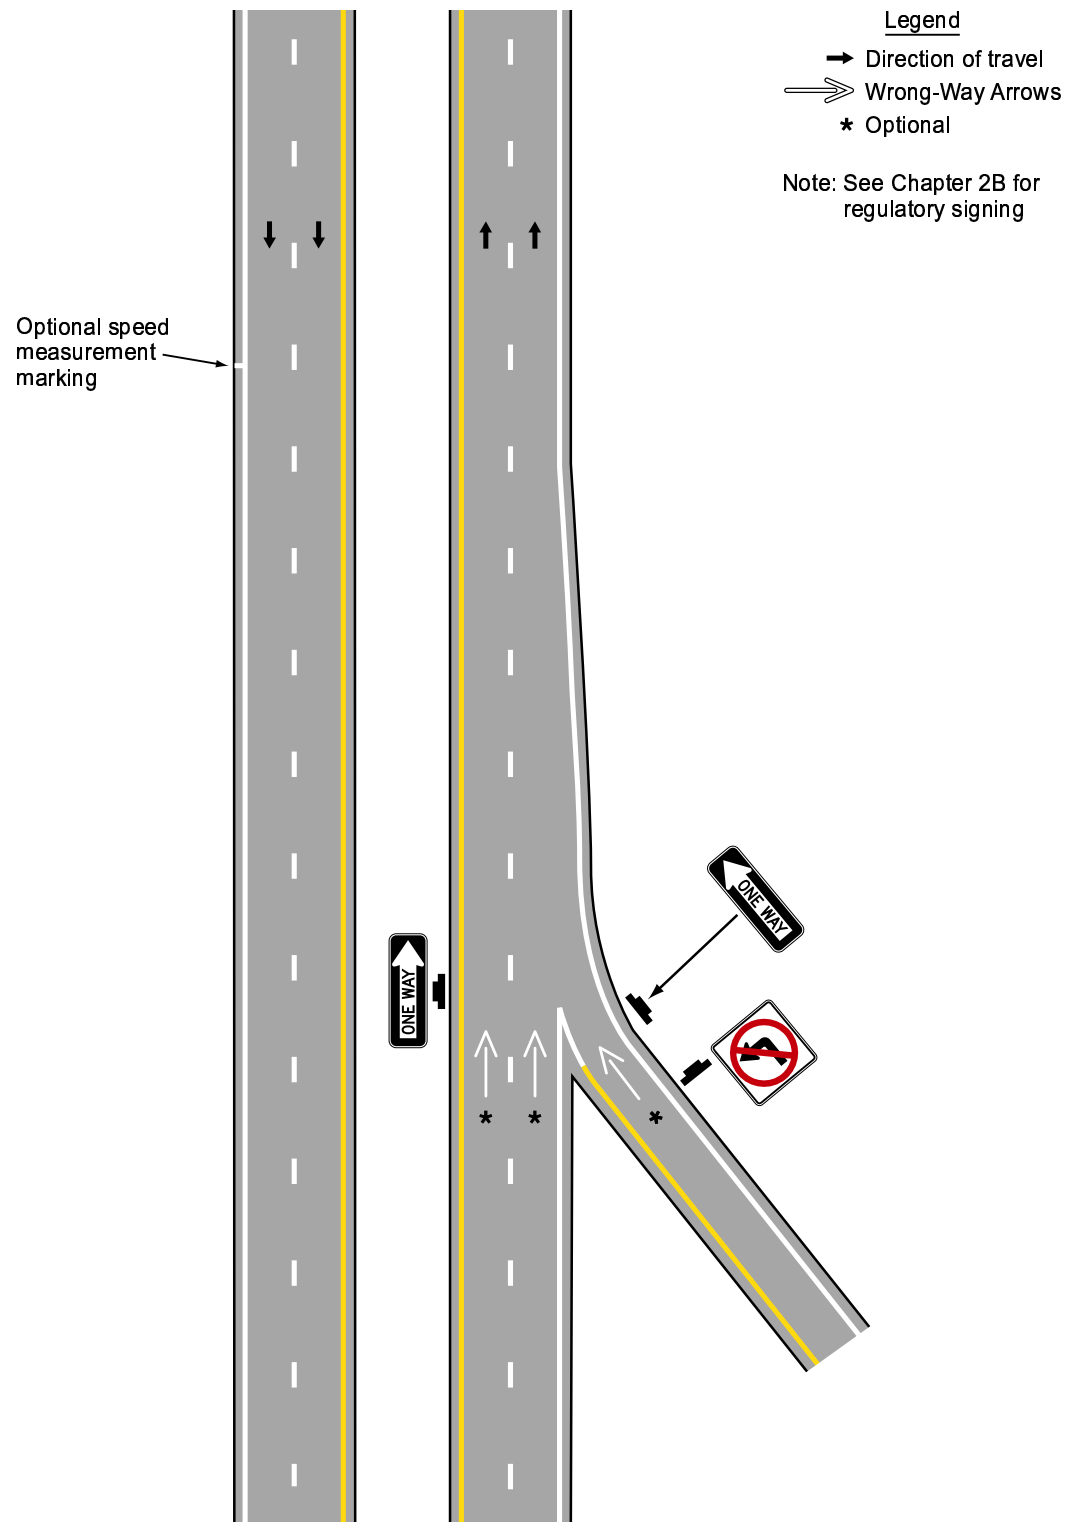 Legend
Direction of travel
Wrong-Way Arrows
* Optional
Note: See Chapter 2B for
regulatory signing
Optional speed
measurement
marking
ONE WAY
ONE WAY
* *
*